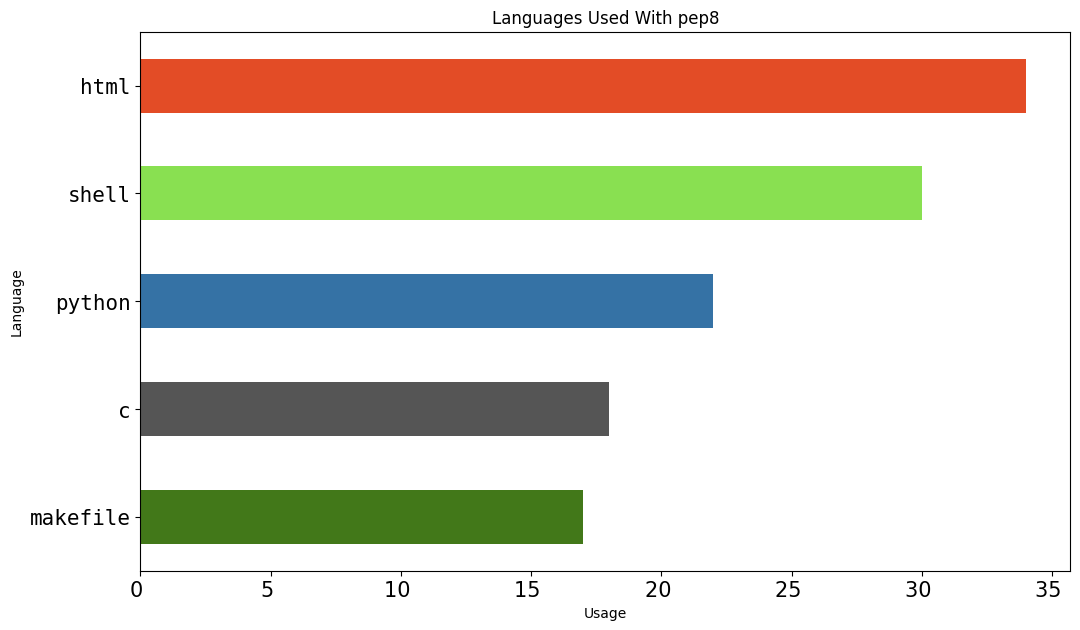 Languages Used With pep8
html
shell
python
c
makefile
Language
0 5 10 15 20 25 30 35
Usage